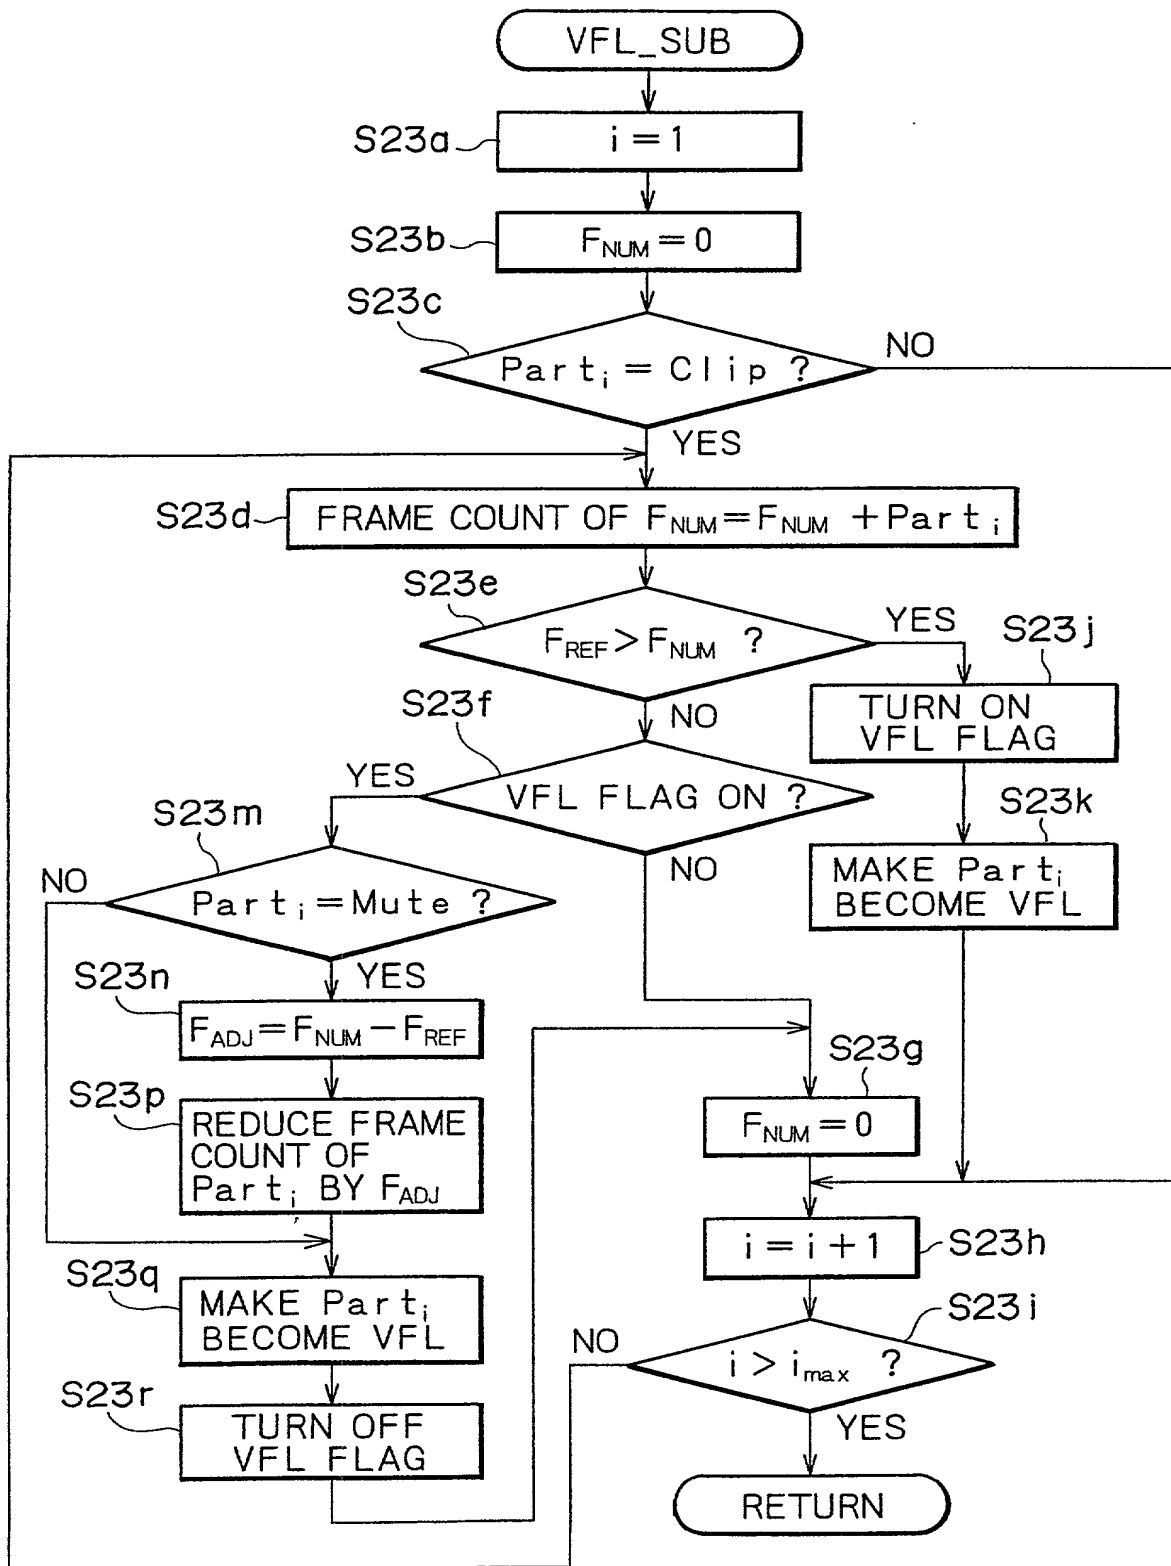 VFL_SUB
S23a
i = 1
S23b
F_NUM = 0
S23c
Part_i = Clip ?
NO
YES
S23d
FRAME COUNT OF F_NUM = F_NUM + Part_i
S23e
F_REF > F_NUM ?
YES
S23j
TURN ON
VFL FLAG
NO
S23f
VFL FLAG ON ?
YES
S23k
MAKE Part_i
BECOME VFL
NO
S23m
Part_i = Mute ?
NO
YES
S23n
F_ADJ = F_NUM − F_REF
S23g
F_NUM = 0
S23p
REDUCE FRAME
COUNT OF
Part_i BY F_ADJ
i = i + 1
S23h
S23q
MAKE Part_i
BECOME VFL
S23i
i > i_max ?
NO
YES
S23r
TURN OFF
VFL FLAG
RETURN